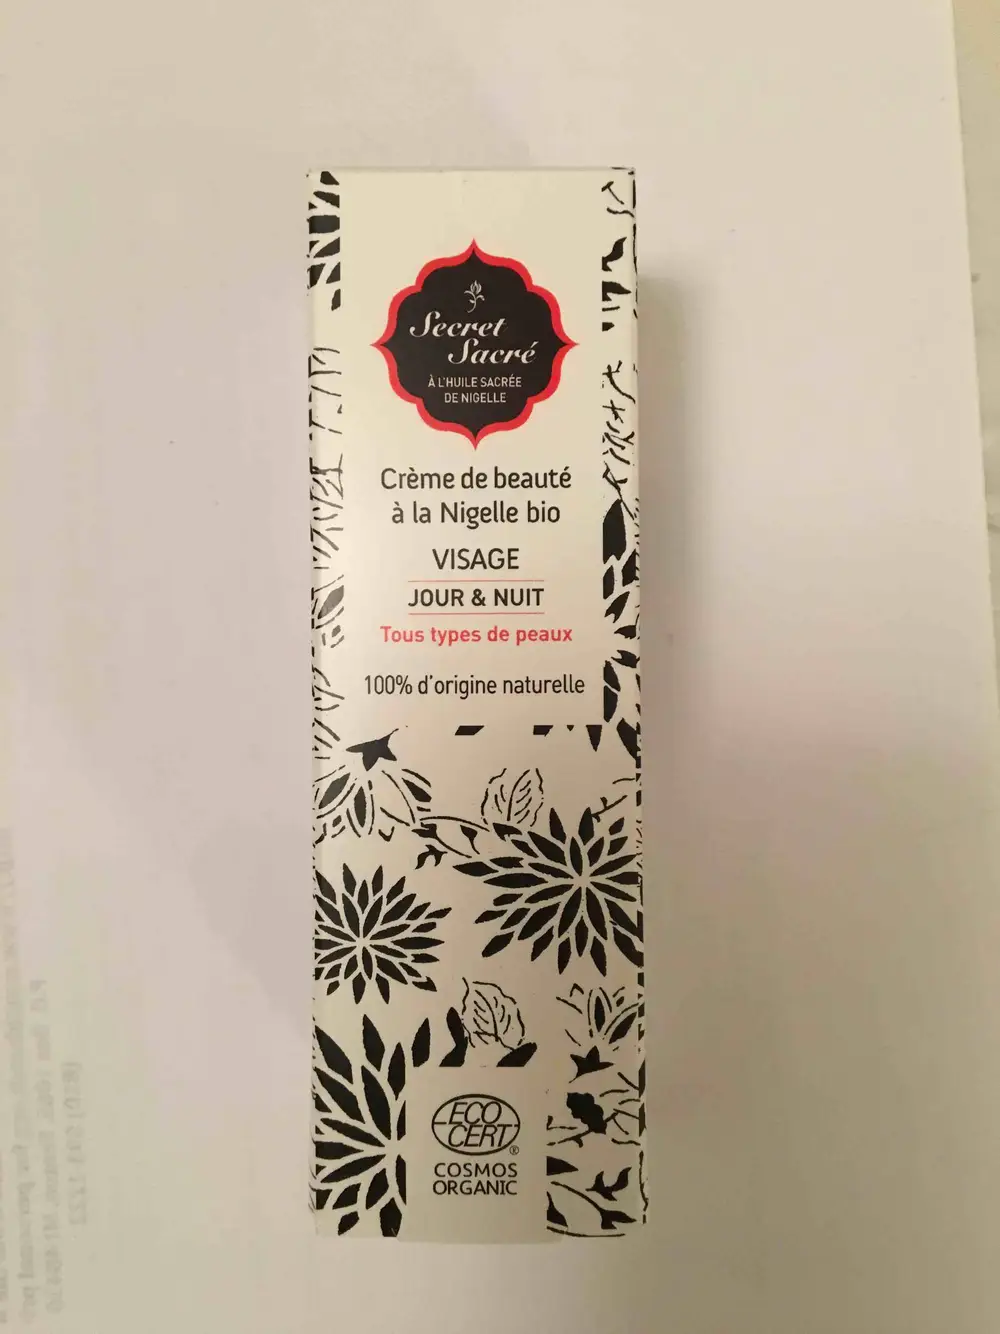 Secret
Sacré
À L'HUILE SACRÉE
DE NIGELLE
Crème de beauté
à la Nigelle bio
VISAGE
JOUR & NUIT
Tous types de peaux
100% d'origine naturelle
ECO
CERT®
COSMOS
ORGANIC